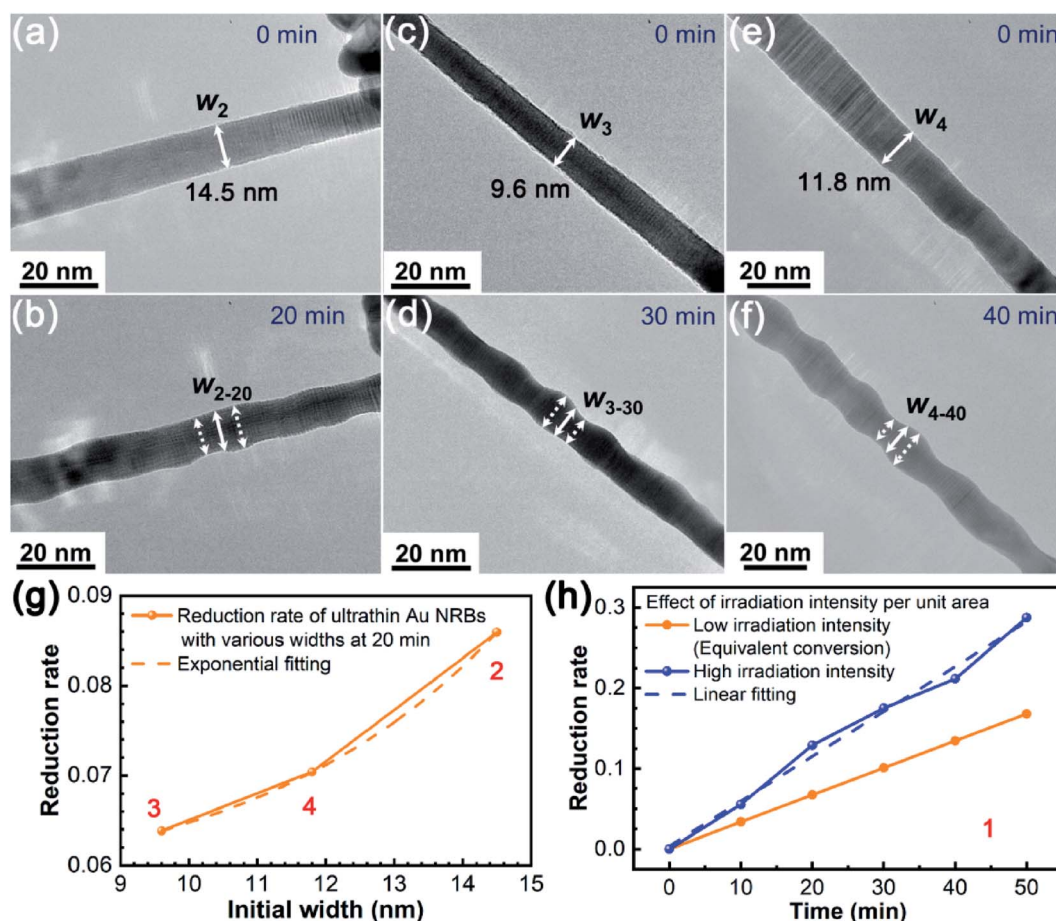 (a)
0 min
w2
14.5 nm
20 nm
(c)
0 min
w3
9.6 nm
20 nm
(e)
0 min
w4
11.8 nm
20 nm
(b)
20 min
w2-20
20 nm
(d)
30 min
w3-30
20 nm
(f)
40 min
w4-40
20 nm
(g)
Reduction rate of ultrathin Au NRBs
with various widths at 20 min
Exponential fitting
0.09
0.08
0.07
0.06
Reduction rate
3
4
2
9 10 11 12 13 14 15
Initial width (nm)
(h)
Effect of irradiation intensity per unit area
Low irradiation intensity
(Equivalent conversion)
High irradiation intensity
Linear fitting
0.3
0.2
0.1
0.0
Reduction rate
1
0 10 20 30 40 50
Time (min)